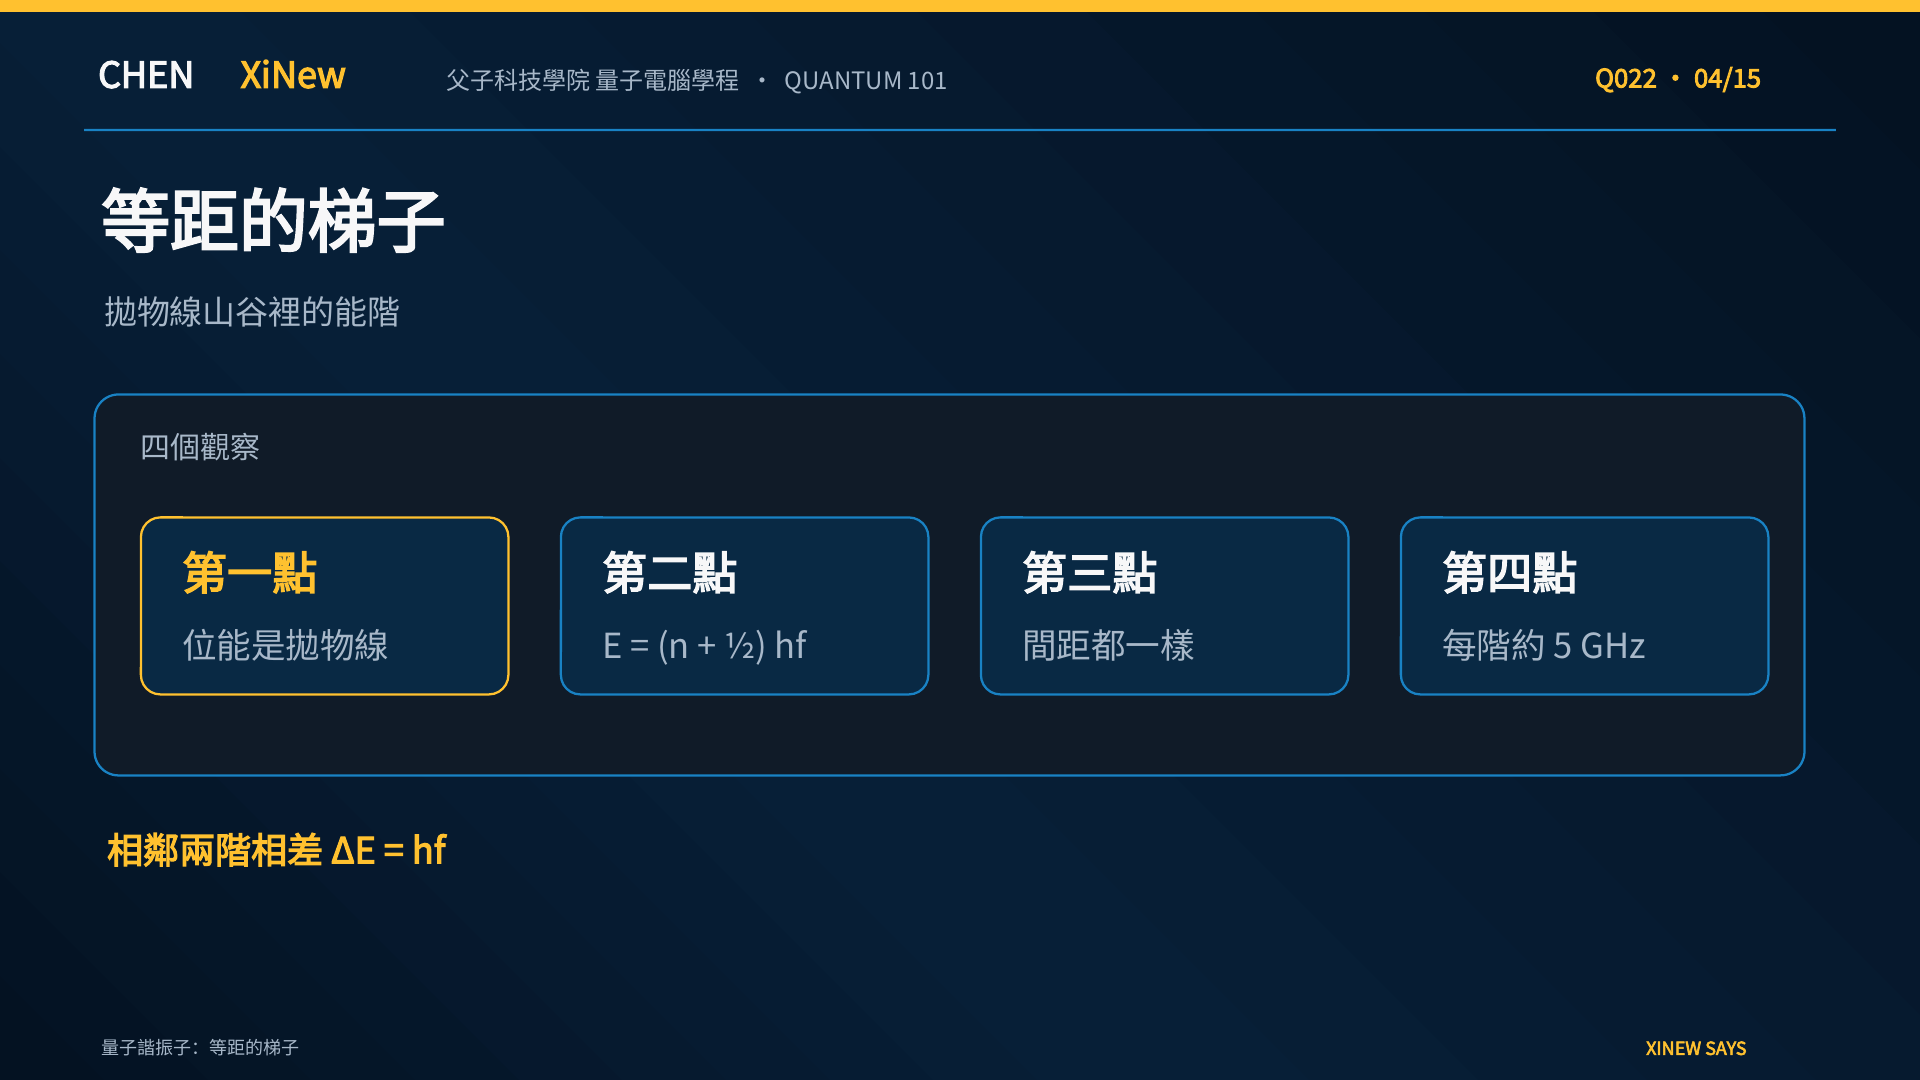 CHEN XiNew 父子科技學院 量子電腦學程 • QUANTUM 101 Q022 • 04/15
等距的梯子
拋物線山谷裡的能階
四個觀察
第一點
位能是拋物線
第二點
E = (n + ½) hf
第三點
間距都一樣
第四點
每階約 5 GHz
相鄰兩階相差 ΔE = hf
量子諧振子：等距的梯子 XINEW SAYS